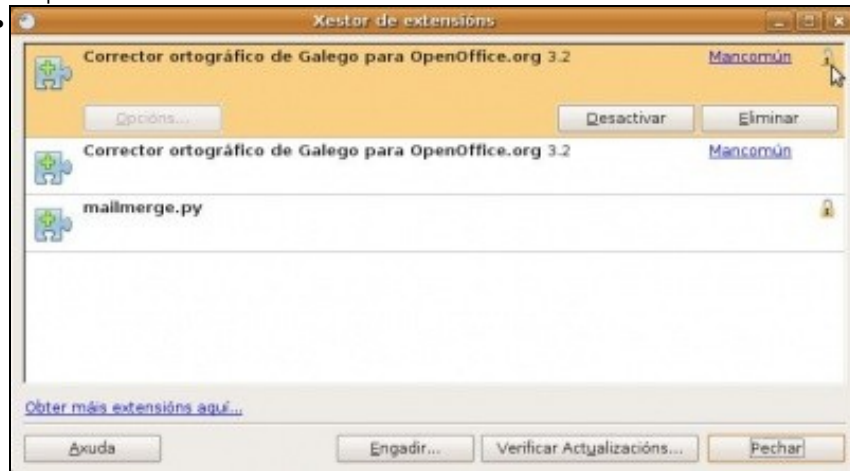 Xestor de extensións
Corrector ortográfico de Galego para OpenOffice.org 3.2 Mancomún
Opcións... Desactivar Eliminar
Corrector ortográfico de Galego para OpenOffice.org 3.2 Mancomún
mailmerge.py
Obter máis extensións aquí...
Axuda Engadir... Verificar Actualizacións... Pechar